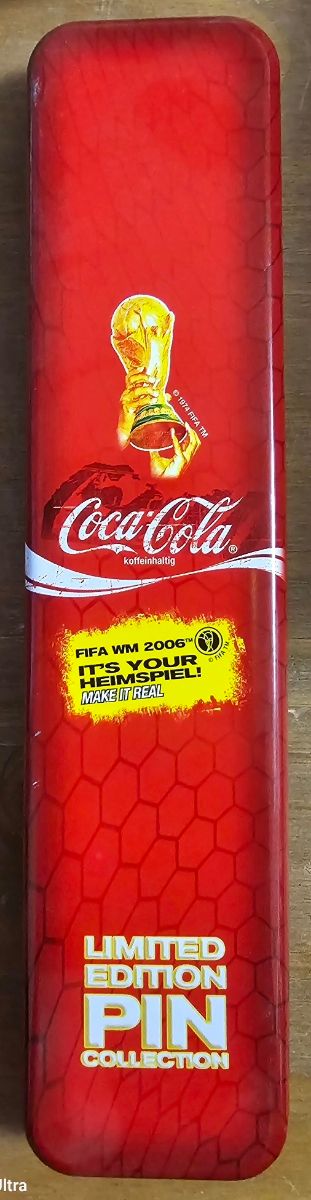 © 1974 FIFA TM
Coca-Cola®
koffeinhaltig
FIFA WM 2006™
© FIFA™
IT'S YOUR
HEIMSPIEL!
MAKE IT REAL
LIMITED
EDITION
PIN
COLLECTION
Ultra